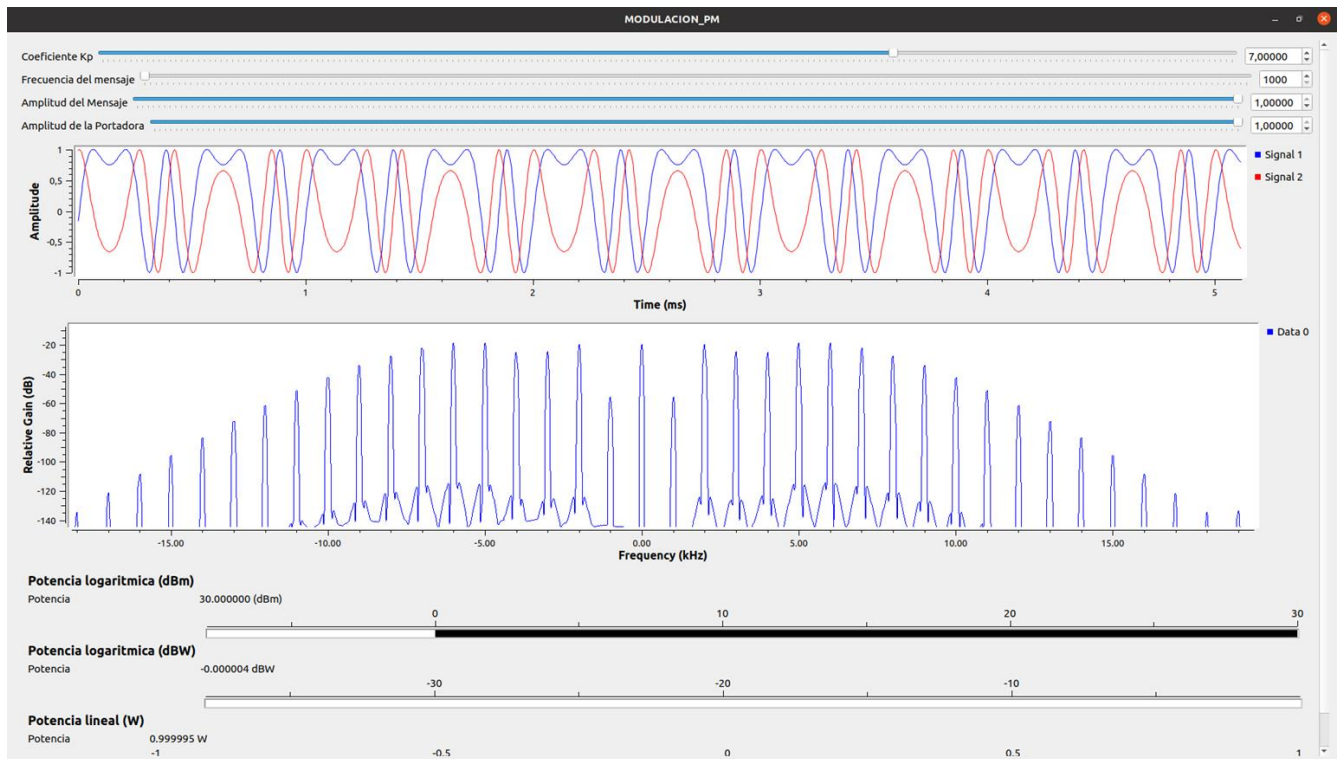 MODULACION_PM
Coeficiente Kp 7,00000
Frecuencia del mensaje 1000
Amplitud del Mensaje 1,00000
Amplitud de la Portadora 1,00000
Amplitude
1
0,5
0
-0,5
-1
Signal 1
Signal 2
0 1 2 3 4 5
Time (ms)
Relative Gain (dB)
-20
-40
-60
-80
-100
-120
-140
Data 0
-15.00 -10.00 -5.00 0.00 5.00 10.00 15.00
Frequency (kHz)
Potencia logaritmica (dBm)
Potencia 30.000000 (dBm)
0 10 20 30
Potencia logaritmica (dBW)
Potencia -0.000004 dBW
-30 -20 -10
Potencia lineal (W)
Potencia 0.999995 W
-1 -0.5 0 0.5 1